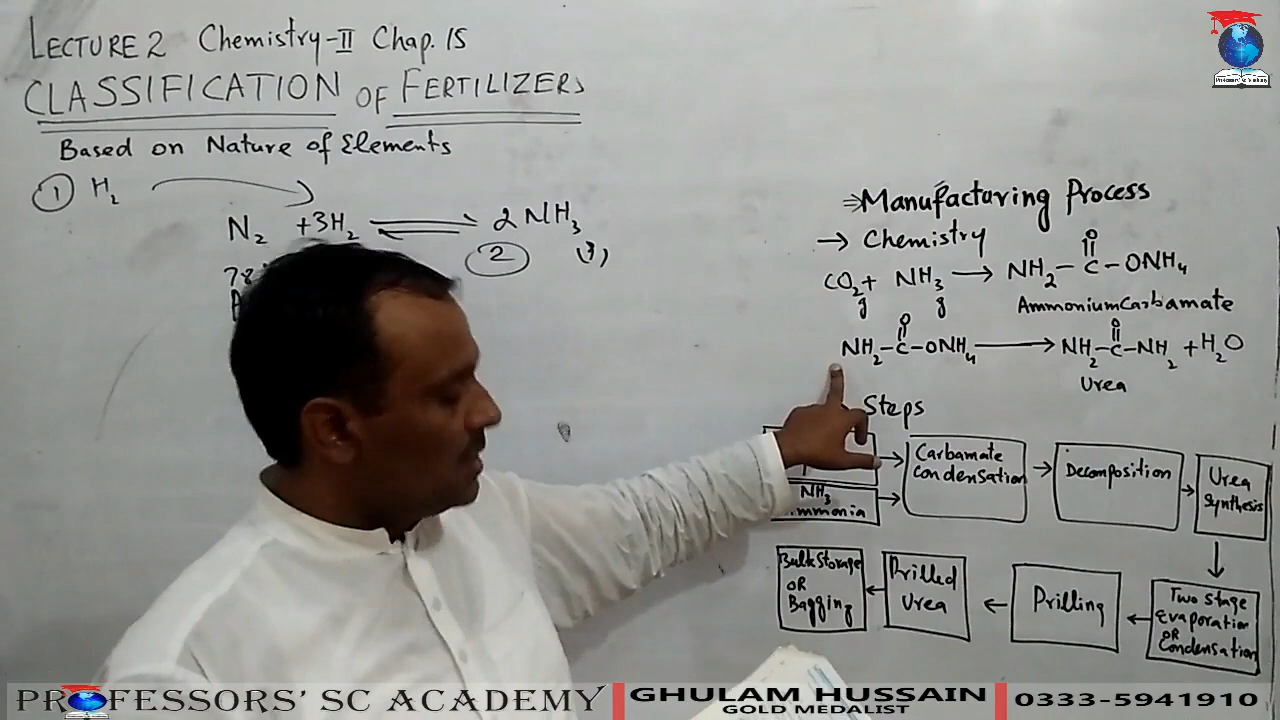 LECTURE 2 Chemistry-II Chap. 15
CLASSIFICATION OF FERTILIZERS
Based on Nature of Elements
① H₂
N₂ +3H₂ ⇌ 2NH₃
②
78
⇒ Manufacturing Process
→ Chemistry
CO₂ + NH₃ → NH₂-C-ONH₄
O
g g
Ammonium Carbamate
NH₂-C-ONH₄ → NH₂-C-NH₂ + H₂O
O O
Urea
Steps
NH₃
Carbamate
Condensation
Decomposition
Urea
Synthesis
Two Stage
Evaporation
OR
Condensation
Prilling
Prilled
Urea
Bulk Storage
OR
Bagging
PROFESSORS' SC ACADEMY
GHULAM HUSSAIN
GOLD MEDALIST
0333-5941910